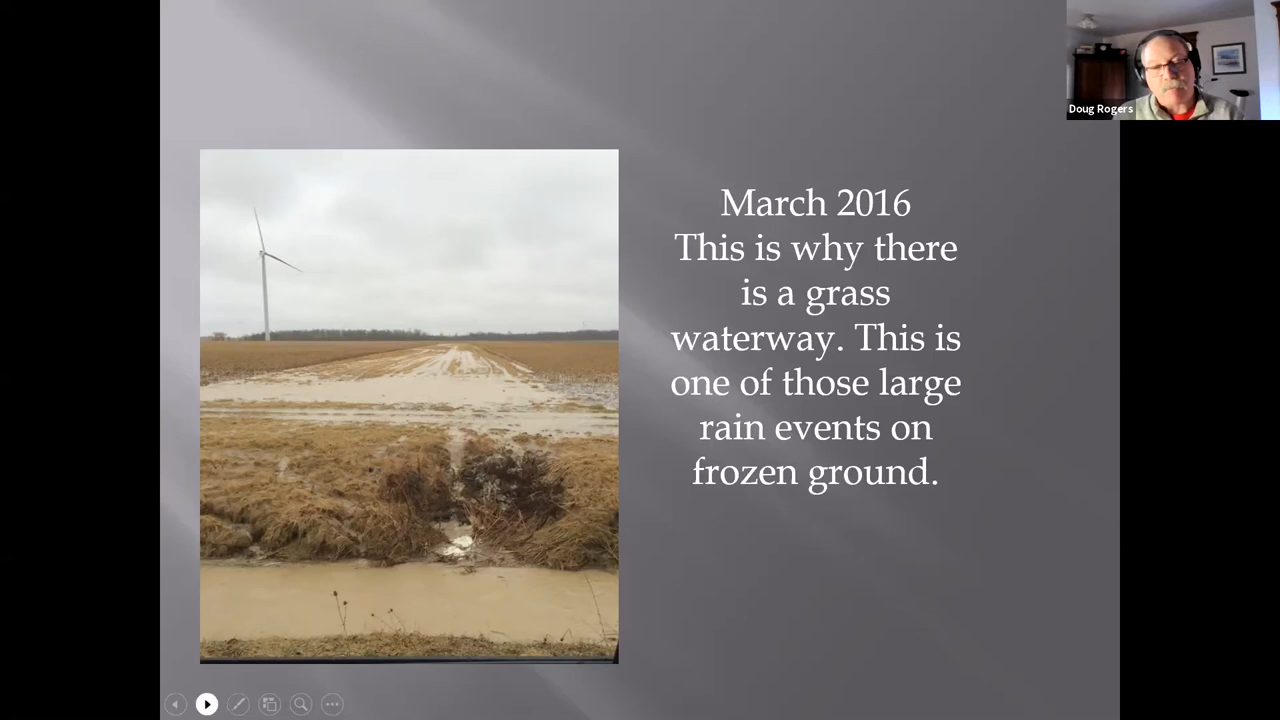 Doug Rogers
March 2016
This is why there
is a grass
waterway. This is
one of those large
rain events on
frozen ground.